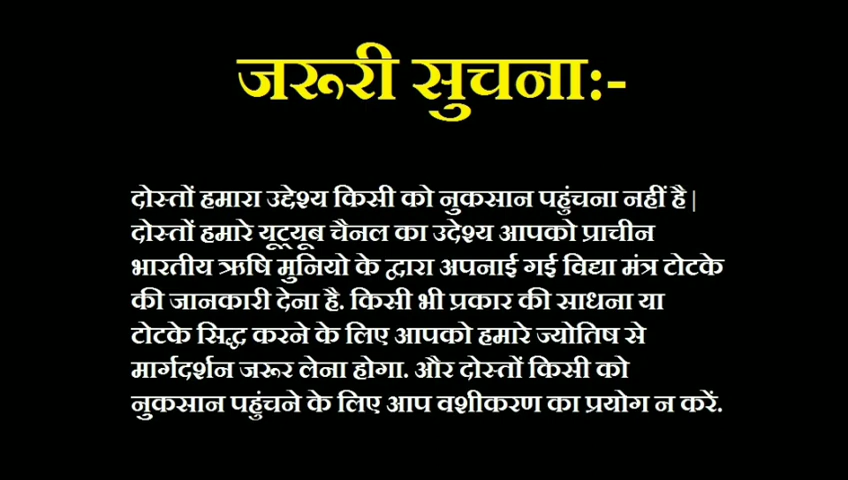 जरूरी सुचना:-
दोस्तों हमारा उद्देश्य किसी को नुकसान पहुंचना नहीं है|
दोस्तों हमारे यूट्यूब चैनल का उदेश्य आपको प्राचीन
भारतीय ऋषि मुनियो के द्वारा अपनाई गई विद्या मंत्र टोटके
की जानकारी देना है. किसी भी प्रकार की साधना या
टोटके सिद्ध करने के लिए आपको हमारे ज्योतिष से
मार्गदर्शन जरूर लेना होगा. और दोस्तों किसी को
नुकसान पहुंचने के लिए आप वशीकरण का प्रयोग न करें.